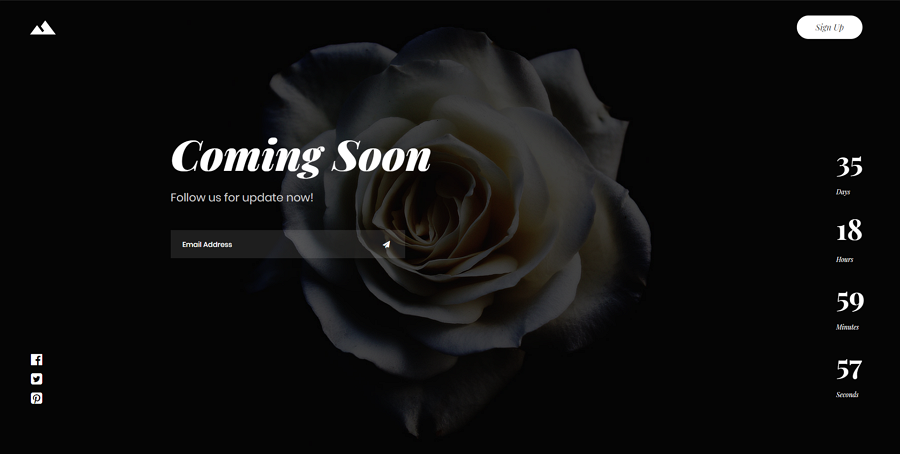 Sign Up
Coming Soon
Follow us for update now!
Email Address
35
Days
18
Hours
59
Minutes
57
Seconds